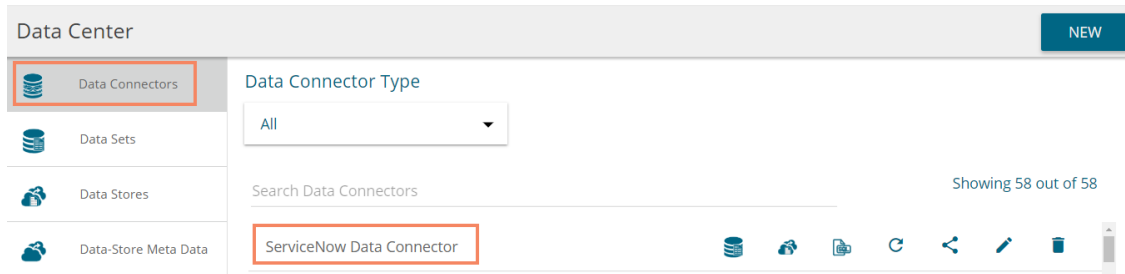 Data Center
NEW
Data Connectors
Data Sets
Data Stores
Data-Store Meta Data
Data Connector Type
All
Search Data Connectors
Showing 58 out of 58
ServiceNow Data Connector